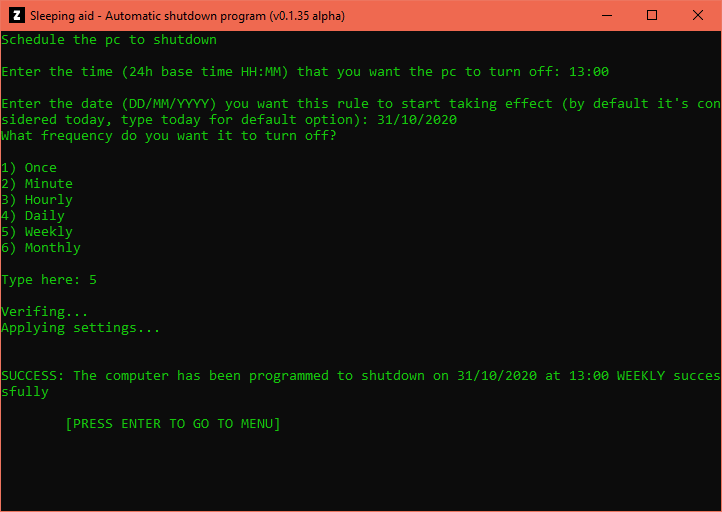 Z Sleeping aid - Automatic shutdown program (v0.1.35 alpha)
Schedule the pc to shutdown
Enter the time (24h base time HH:MM) that you want the pc to turn off: 13:00
Enter the date (DD/MM/YYYY) you want this rule to start taking effect (by default it's con
sidered today, type today for default option): 31/10/2020
What frequency do you want it to turn off?
1) Once
2) Minute
3) Hourly
4) Daily
5) Weekly
6) Monthly
Type here: 5
Verifing...
Applying settings...
SUCCESS: The computer has been programmed to shutdown on 31/10/2020 at 13:00 WEEKLY succes
sfully
[PRESS ENTER TO GO TO MENU]